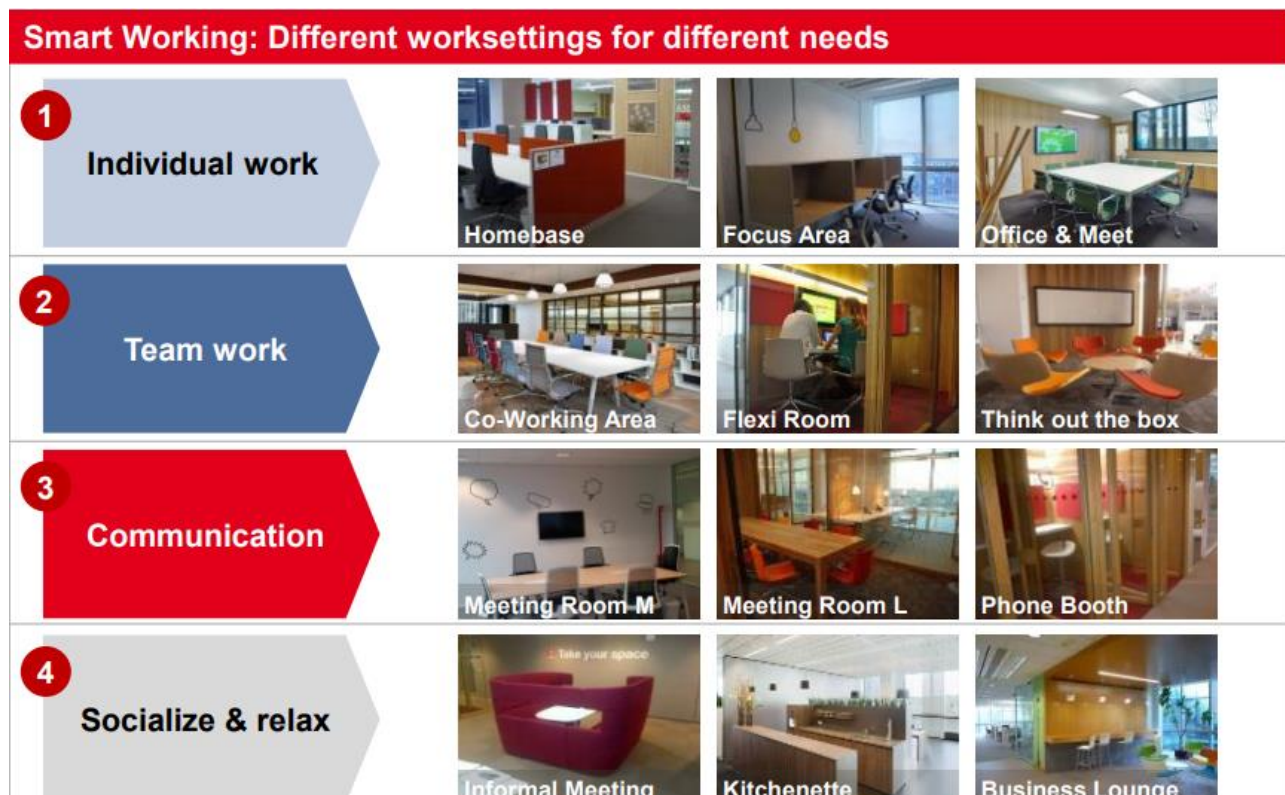 Smart Working: Different worksettings for different needs
1
Individual work
Homebase
Focus Area
Office & Meet
2
Team work
Co-Working Area
Flexi Room
Think out the box
3
Communication
Meeting Room M
Meeting Room L
Phone Booth
4
Socialize & relax
Take your space
Informal Meeting
Kitchenette
Business Lounge